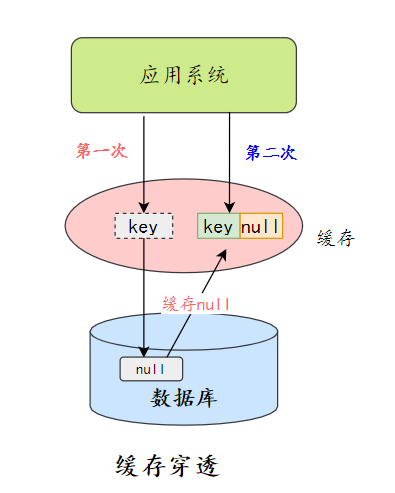 应用系统
第一次
第二次
key
key null
缓存
缓存null
null
数据库
缓存穿透